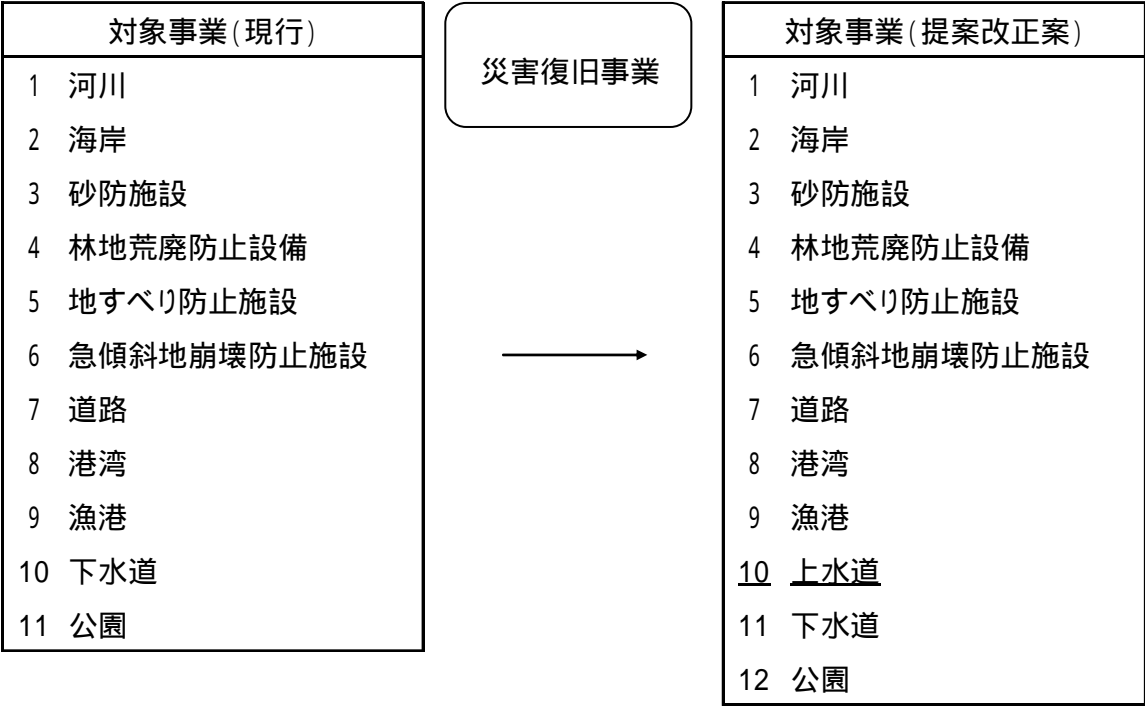 対象事業(現行)
1 河川
2 海岸
3 砂防施設
4 林地荒廃防止設備
5 地すべり防止施設
6 急傾斜地崩壊防止施設
7 道路
8 港湾
9 漁港
10 下水道
11 公園
災害復旧事業
対象事業(提案改正案)
1 河川
2 海岸
3 砂防施設
4 林地荒廃防止設備
5 地すべり防止施設
6 急傾斜地崩壊防止施設
7 道路
8 港湾
9 漁港
10 上水道
11 下水道
12 公園